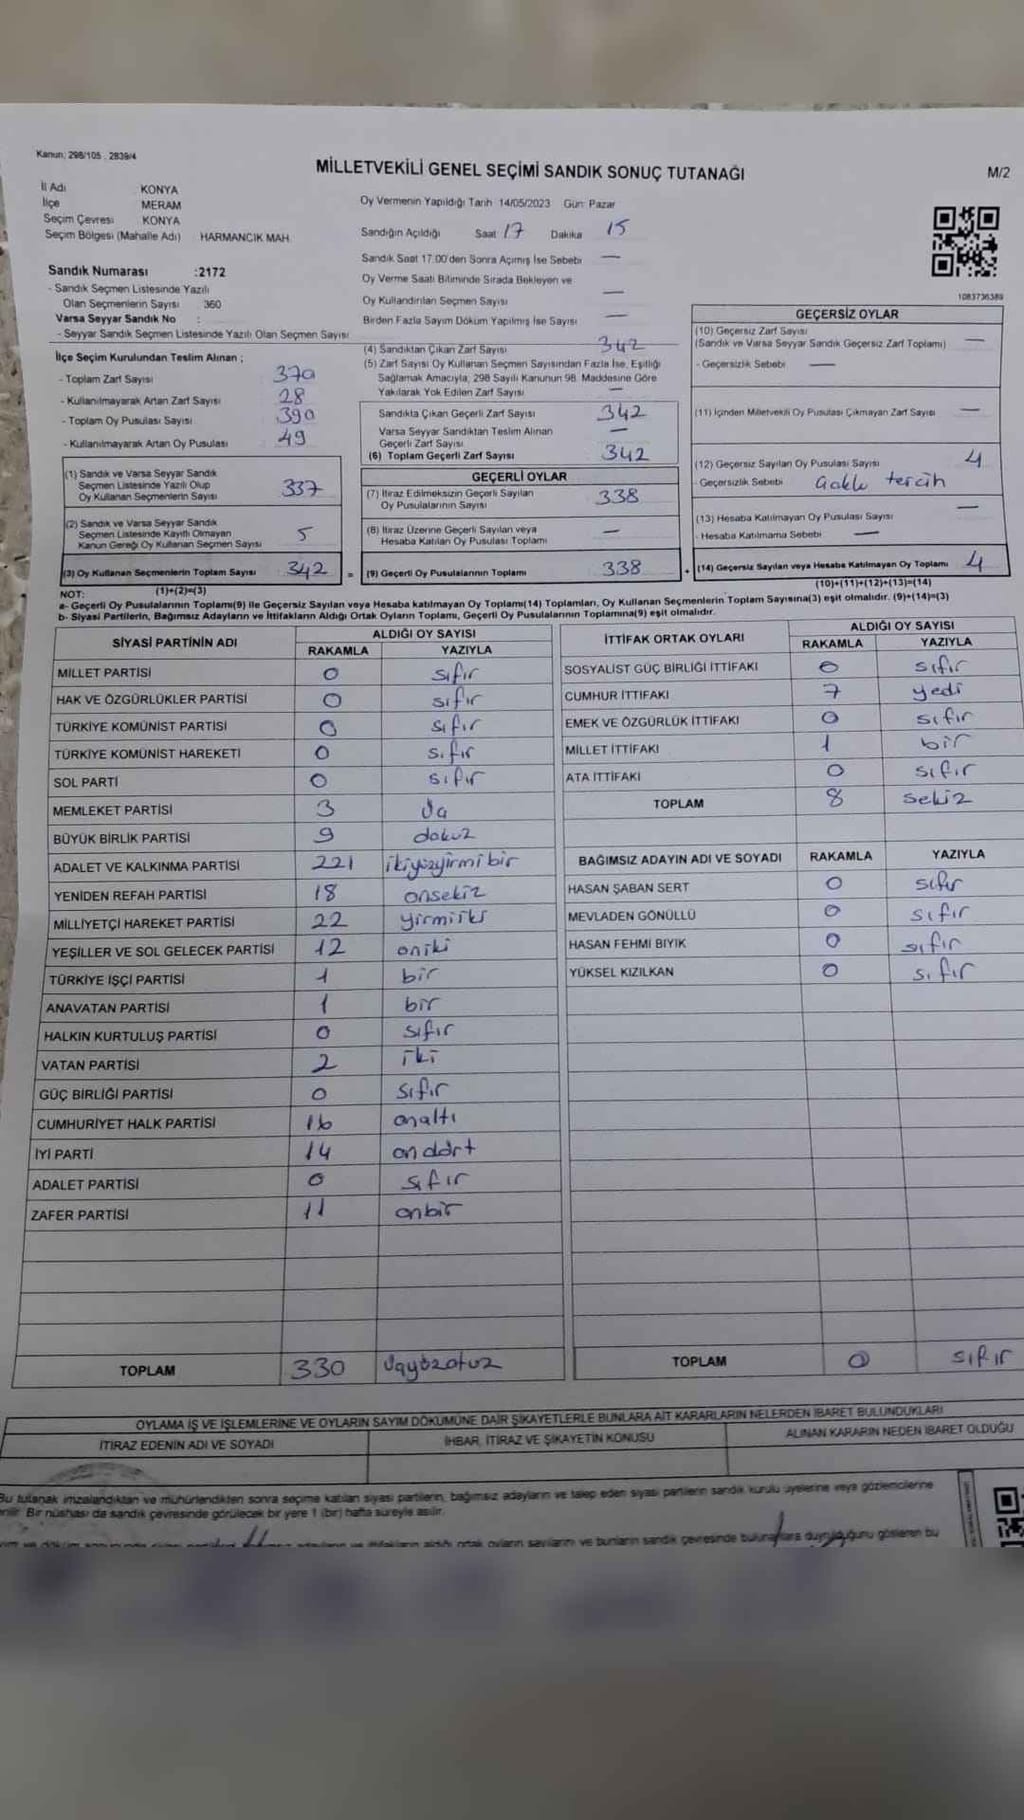 Kanun: 298/105 . 2839/4
MİLLETVEKİLİ GENEL SEÇİMİ SANDIK SONUÇ TUTANAĞI
M/2
İl Adı KONYA
İlçe MERAM
Seçim Çevresi KONYA
Seçim Bölgesi (Mahalle Adı) HARMANCIK MAH.
Oy Vermenin Yapıldığı Tarih 14/05/2023 Gün: Pazar
Sandığın Açıldığı Saat 17 Dakika 15
Sandık Saat 17:00'den Sonra Açımış İse Sebebi —
Oy Verme Saati Bitiminde Sırada Bekleyen ve
Oy Kullandırılan Seçmen Sayısı —
Birden Fazla Sayım Döküm Yapılmış İse Sayısı —
Sandık Numarası :2172
- Sandık Seçmen Listesinde Yazılı
Olan Seçmenlerin Sayısı 360
Varsa Seyyar Sandık No :
- Seyyar Sandık Seçmen Listesinde Yazılı Olan Seçmen Sayısı
1083736389
İlçe Seçim Kurulundan Teslim Alınan ;
- Toplam Zarf Sayısı 370
- Kullanılmayarak Artan Zarf Sayısı 28
- Toplam Oy Pusulası Sayısı 390
- Kullanılmayarak Artan Oy Pusulası 49
(1) Sandık ve Varsa Seyyar Sandık
Seçmen Listesinde Yazılı Olup
Oy Kullanan Seçmenlerin Sayısı 337
(2) Sandık ve Varsa Seyyar Sandık
Seçmen Listesinde Kayıtlı Olmayan
Kanun Gereği Oy Kullanan Seçmen Sayısı 5
(3) Oy Kullanan Seçmenlerin Toplam Sayısı 342 =
(4) Sandıktan Çıkan Zarf Sayısı 342
(5) Zarf Sayısı Oy Kullanan Seçmen Sayısından Fazla İse, Eşitliği
Sağlamak Amacıyla, 298 Sayılı Kanunun 98. Maddesine Göre
Yakılarak Yok Edilen Zarf Sayısı —
Sandıkta Çıkan Geçerli Zarf Sayısı 342
Varsa Seyyar Sandıktan Teslim Alınan
Geçerli Zarf Sayısı —
(6) Toplam Geçerli Zarf Sayısı 342
GEÇERLİ OYLAR
(7) İtiraz Edilmeksizin Geçerli Sayılan
Oy Pusulalarının Sayısı 338
(8) İtiraz Üzerine Geçerli Sayılan veya
Hesaba Katılan Oy Pusulası Toplamı —
(9) Geçerli Oy Pusulalarının Toplamı 338 +
GEÇERSİZ OYLAR
(10) Geçersiz Zarf Sayısı
(Sandık ve Varsa Seyyar Sandık Geçersiz Zarf Toplamı) —
- Geçersizlik Sebebi —
(11) İçinden Milletvekili Oy Pusulası Çıkmayan Zarf Sayısı —
(12) Geçersiz Sayılan Oy Pusulası Sayısı 4
- Geçersizlik Sebebi Çoklu tercih
(13) Hesaba Katılmayan Oy Pusulası Sayısı —
- Hesaba Katılmama Sebebi —
(14) Geçersiz Sayılan veya Hesaba Katılmayan Oy Toplamı 4
NOT: (1)+(2)=(3)
(10)+(11)+(12)+(13)=(14)
a- Geçerli Oy Pusulalarının Toplamı(9) ile Geçersiz Sayılan veya Hesaba katılmayan Oy Toplamı(14) Toplamları, Oy Kullanan Seçmenlerin Toplam Sayısına(3) eşit olmalıdır. (9)+(14)=(3)
b- Siyasi Partilerin, Bağımsız Adayların ve İttifakların Aldığı Ortak Oyların Toplamı, Geçerli Oy Pusulalarının Toplamına(9) eşit olmalıdır.
SİYASİ PARTİNİN ADI ALDIĞI OY SAYISI
RAKAMLA YAZIYLA
MİLLET PARTİSİ 0 sıfır
HAK VE ÖZGÜRLÜKLER PARTİSİ 0 sıfır
TÜRKİYE KOMÜNİST PARTİSİ 0 sıfır
TÜRKİYE KOMÜNİST HAREKETİ 0 sıfır
SOL PARTİ 0 sıfır
MEMLEKET PARTİSİ 3 üç
BÜYÜK BİRLİK PARTİSİ 9 dokuz
ADALET VE KALKINMA PARTİSİ 221 ikiyüzyirmibir
YENİDEN REFAH PARTİSİ 18 onsekiz
MİLLİYETÇİ HAREKET PARTİSİ 22 yirmiiki
YEŞİLLER VE SOL GELECEK PARTİSİ 12 oniki
TÜRKİYE İŞÇİ PARTİSİ 1 bir
ANAVATAN PARTİSİ 1 bir
HALKIN KURTULUŞ PARTİSİ 0 sıfır
VATAN PARTİSİ 2 iki
GÜÇ BİRLİĞİ PARTİSİ 0 sıfır
CUMHURİYET HALK PARTİSİ 16 onaltı
İYİ PARTİ 14 ondört
ADALET PARTİSİ 0 sıfır
ZAFER PARTİSİ 11 onbir
TOPLAM 330 üçyüzotuz
İTTİFAK ORTAK OYLARI ALDIĞI OY SAYISI
RAKAMLA YAZIYLA
SOSYALİST GÜÇ BİRLİĞİ İTTİFAKI 0 sıfır
CUMHUR İTTİFAKI 7 yedi
EMEK VE ÖZGÜRLÜK İTTİFAKI 0 sıfır
MİLLET İTTİFAKI 1 bir
ATA İTTİFAKI 0 sıfır
TOPLAM 8 sekiz
BAĞIMSIZ ADAYIN ADI VE SOYADI RAKAMLA YAZIYLA
HASAN ŞABAN SERT 0 sıfır
MEVLADEN GÖNÜLLÜ 0 sıfır
HASAN FEHMİ BIYIK 0 sıfır
YÜKSEL KIZILKAN 0 sıfır
TOPLAM 0 sıfır
OYLAMA İŞ VE İŞLEMLERİNE VE OYLARIN SAYIM DÖKÜMÜNE DAİR ŞİKAYETLERLE BUNLARA AİT KARARLARIN NELERDEN İBARET BULUNDUKLARI
İTİRAZ EDENİN ADI VE SOYADI İHBAR, İTİRAZ VE ŞİKAYETİN KONUSU ALINAN KARARIN NEDEN İBARET OLDUĞU
Bu tutanak imzalandıktan ve mühürlendikten sonra seçime katılan siyasi partilerin, bağımsız adayların ve talep eden siyasi partilerin sandık kurulu üyelerine veya gözlemcilerine
Bir nüshası da sandık çevresinde görülecek bir yere 1 (bir) hafta süreyle asılır.
adayların ve ittifakların aldığı ortak oyların sayılarını ve bunların sandık çevresinde bulunanlara duyrulduğunu gösteren bu